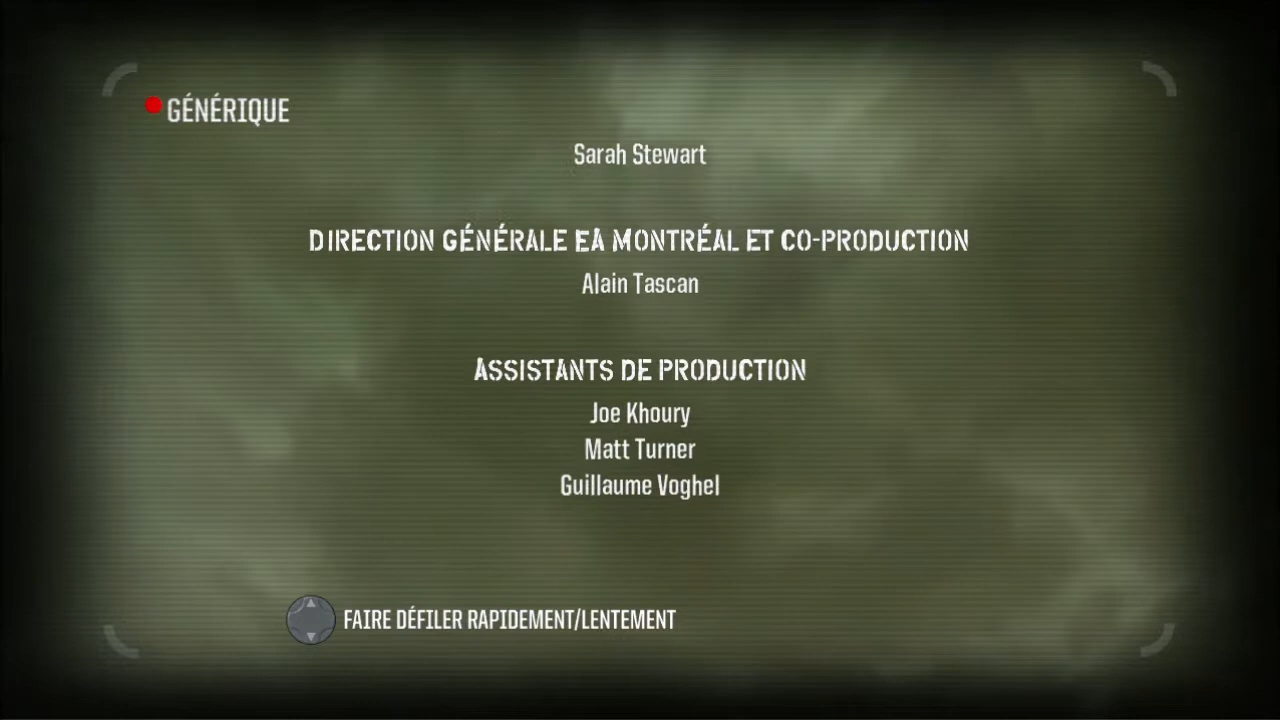 GÉNÉRIQUE
Sarah Stewart
DIRECTION GÉNÉRALE EA MONTRÉAL ET CO-PRODUCTION
Alain Tascan
ASSISTANTS DE PRODUCTION
Joe Khoury
Matt Turner
Guillaume Voghel
FAIRE DÉFILER RAPIDEMENT/LENTEMENT